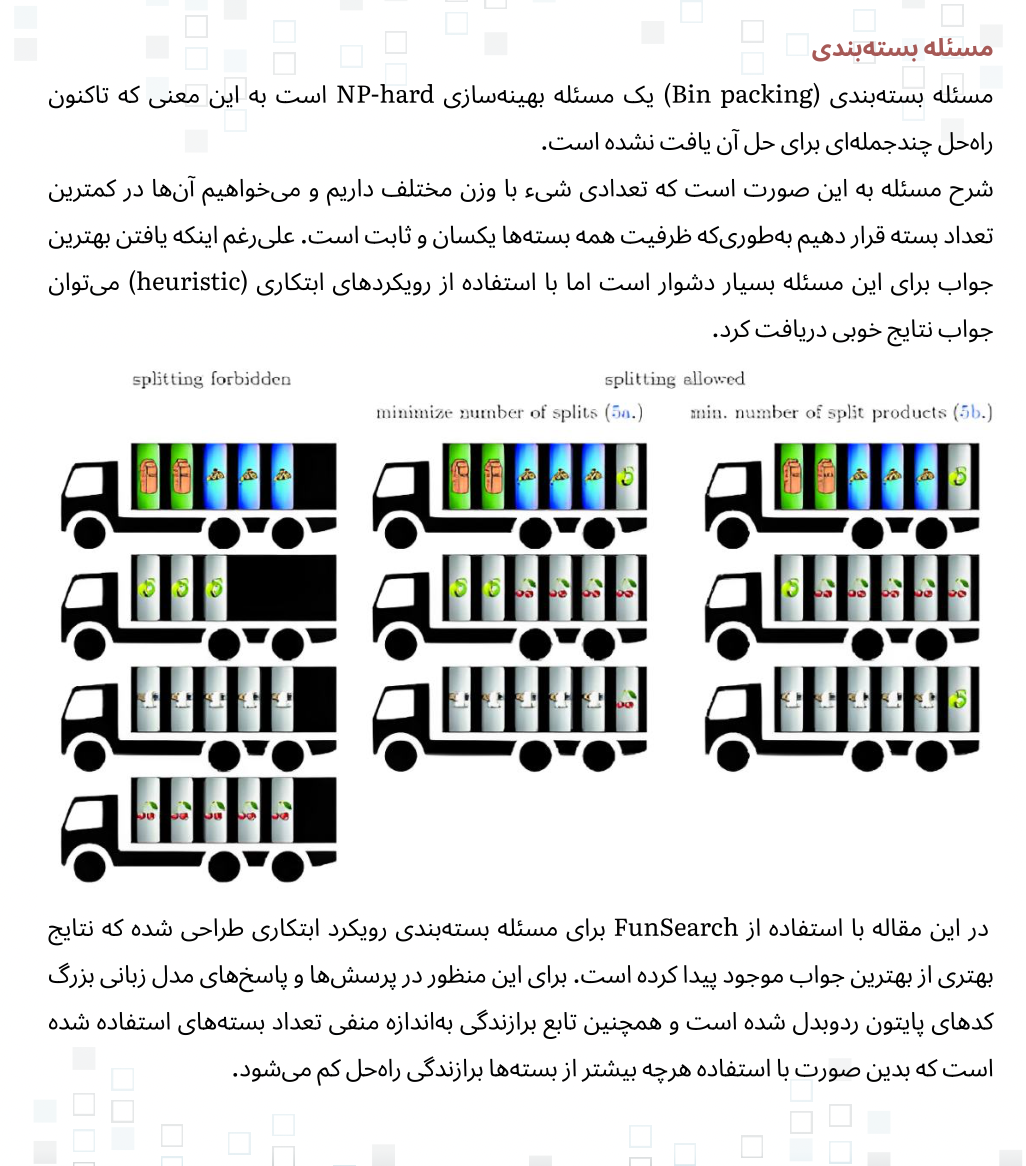 مسئله بسته‌بندی
مسئله بسته‌بندی (Bin packing) یک مسئله بهینه‌سازی NP-hard است به این معنی که تاکنون
راه‌حل چندجمله‌ای برای حل آن یافت نشده است.
شرح مسئله به این صورت است که تعدادی شیء با وزن مختلف داریم و می‌خواهیم آن‌ها در کمترین
تعداد بسته قرار دهیم به‌طوری‌که ظرفیت همه بسته‌ها یکسان و ثابت است. علی‌رغم اینکه یافتن بهترین
جواب برای این مسئله بسیار دشوار است اما با استفاده از رویکردهای ابتکاری (heuristic) می‌توان
جواب نتایج خوبی دریافت کرد.
splitting forbidden
splitting allowed
minimize number of splits (5a.)
min. number of split products (5b.)
در این مقاله با استفاده از FunSearch برای مسئله بسته‌بندی رویکرد ابتکاری طراحی شده که نتایج
بهتری از بهترین جواب موجود پیدا کرده است. برای این منظور در پرسش‌ها و پاسخ‌های مدل زبانی بزرگ
کدهای پایتون ردوبدل شده است و همچنین تابع برازندگی به‌اندازه منفی تعداد بسته‌های استفاده شده
است که بدین صورت با استفاده هرچه بیشتر از بسته‌ها برازندگی راه‌حل کم می‌شود.